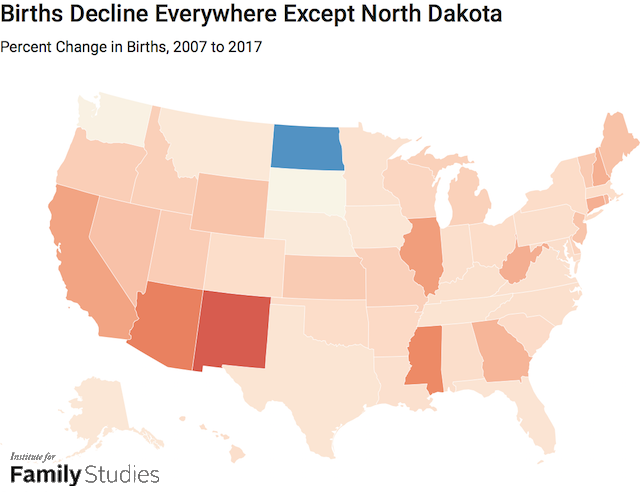 Births Decline Everywhere Except North Dakota
Percent Change in Births, 2007 to 2017
Institute for
Family Studies